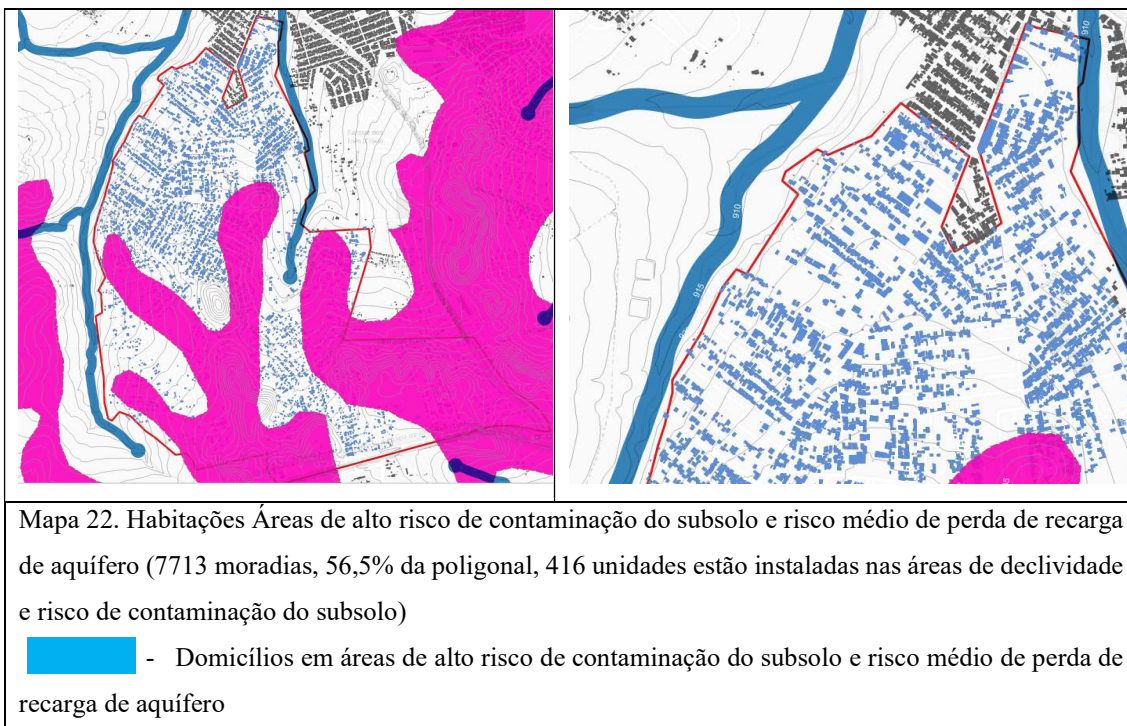 910
915
Mapa 22. Habitações Áreas de alto risco de contaminação do subsolo e risco médio de perda de recarga
de aquífero (7713 moradias, 56,5% da poligonal, 416 unidades estão instaladas nas áreas de declividade
e risco de contaminação do subsolo)
- Domicílios em áreas de alto risco de contaminação do subsolo e risco médio de perda de
recarga de aquífero